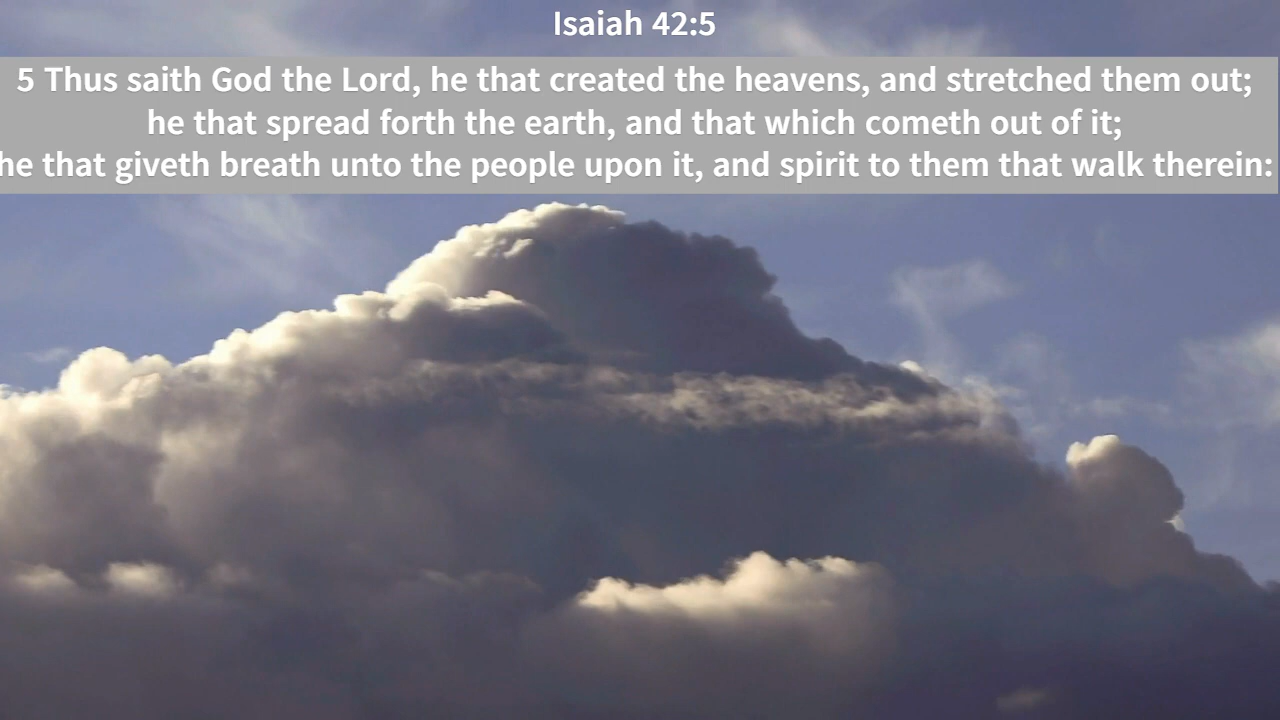 Isaiah 42:5
5 Thus saith God the Lord, he that created the heavens, and stretched them out;
he that spread forth the earth, and that which cometh out of it;
he that giveth breath unto the people upon it, and spirit to them that walk therein: